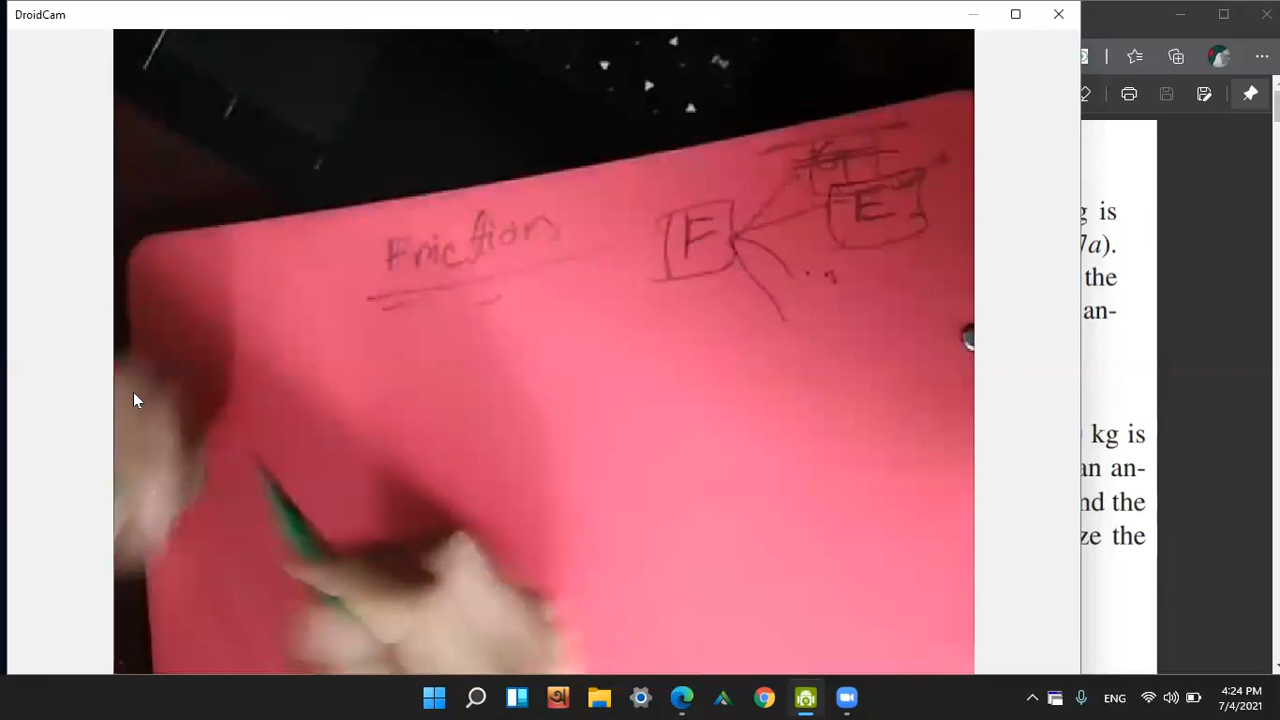 DroidCam
Friction
F
E
g is
7a).
the
an-
kg is
an an-
nd the
ze the
ENG
4:24 PM
7/4/2021